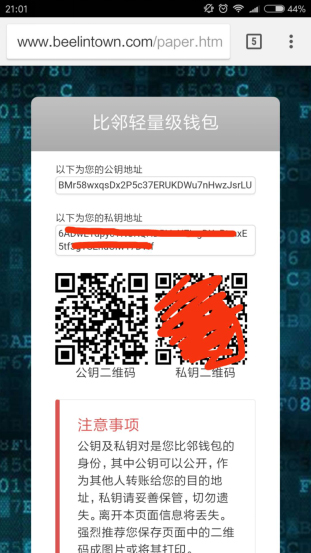 21:01
44%
www.beelintown.com/paper.htm
5
比邻轻量级钱包
以下为您的公钥地址
BMr58wxqsDx2P5c37ERUKDWu7nHwzJsrLU
以下为您的私钥地址
公钥二维码
私钥二维码
注意事项
公钥及私钥对是您比邻钱包的
身份，其中公钥可以公开，作
为其他人转账给您的目的地
址，私钥请妥善保管，切勿遗
失。离开本页面信息将丢失。
强烈推荐您保存页面中的二维
码成图片或将其打印。